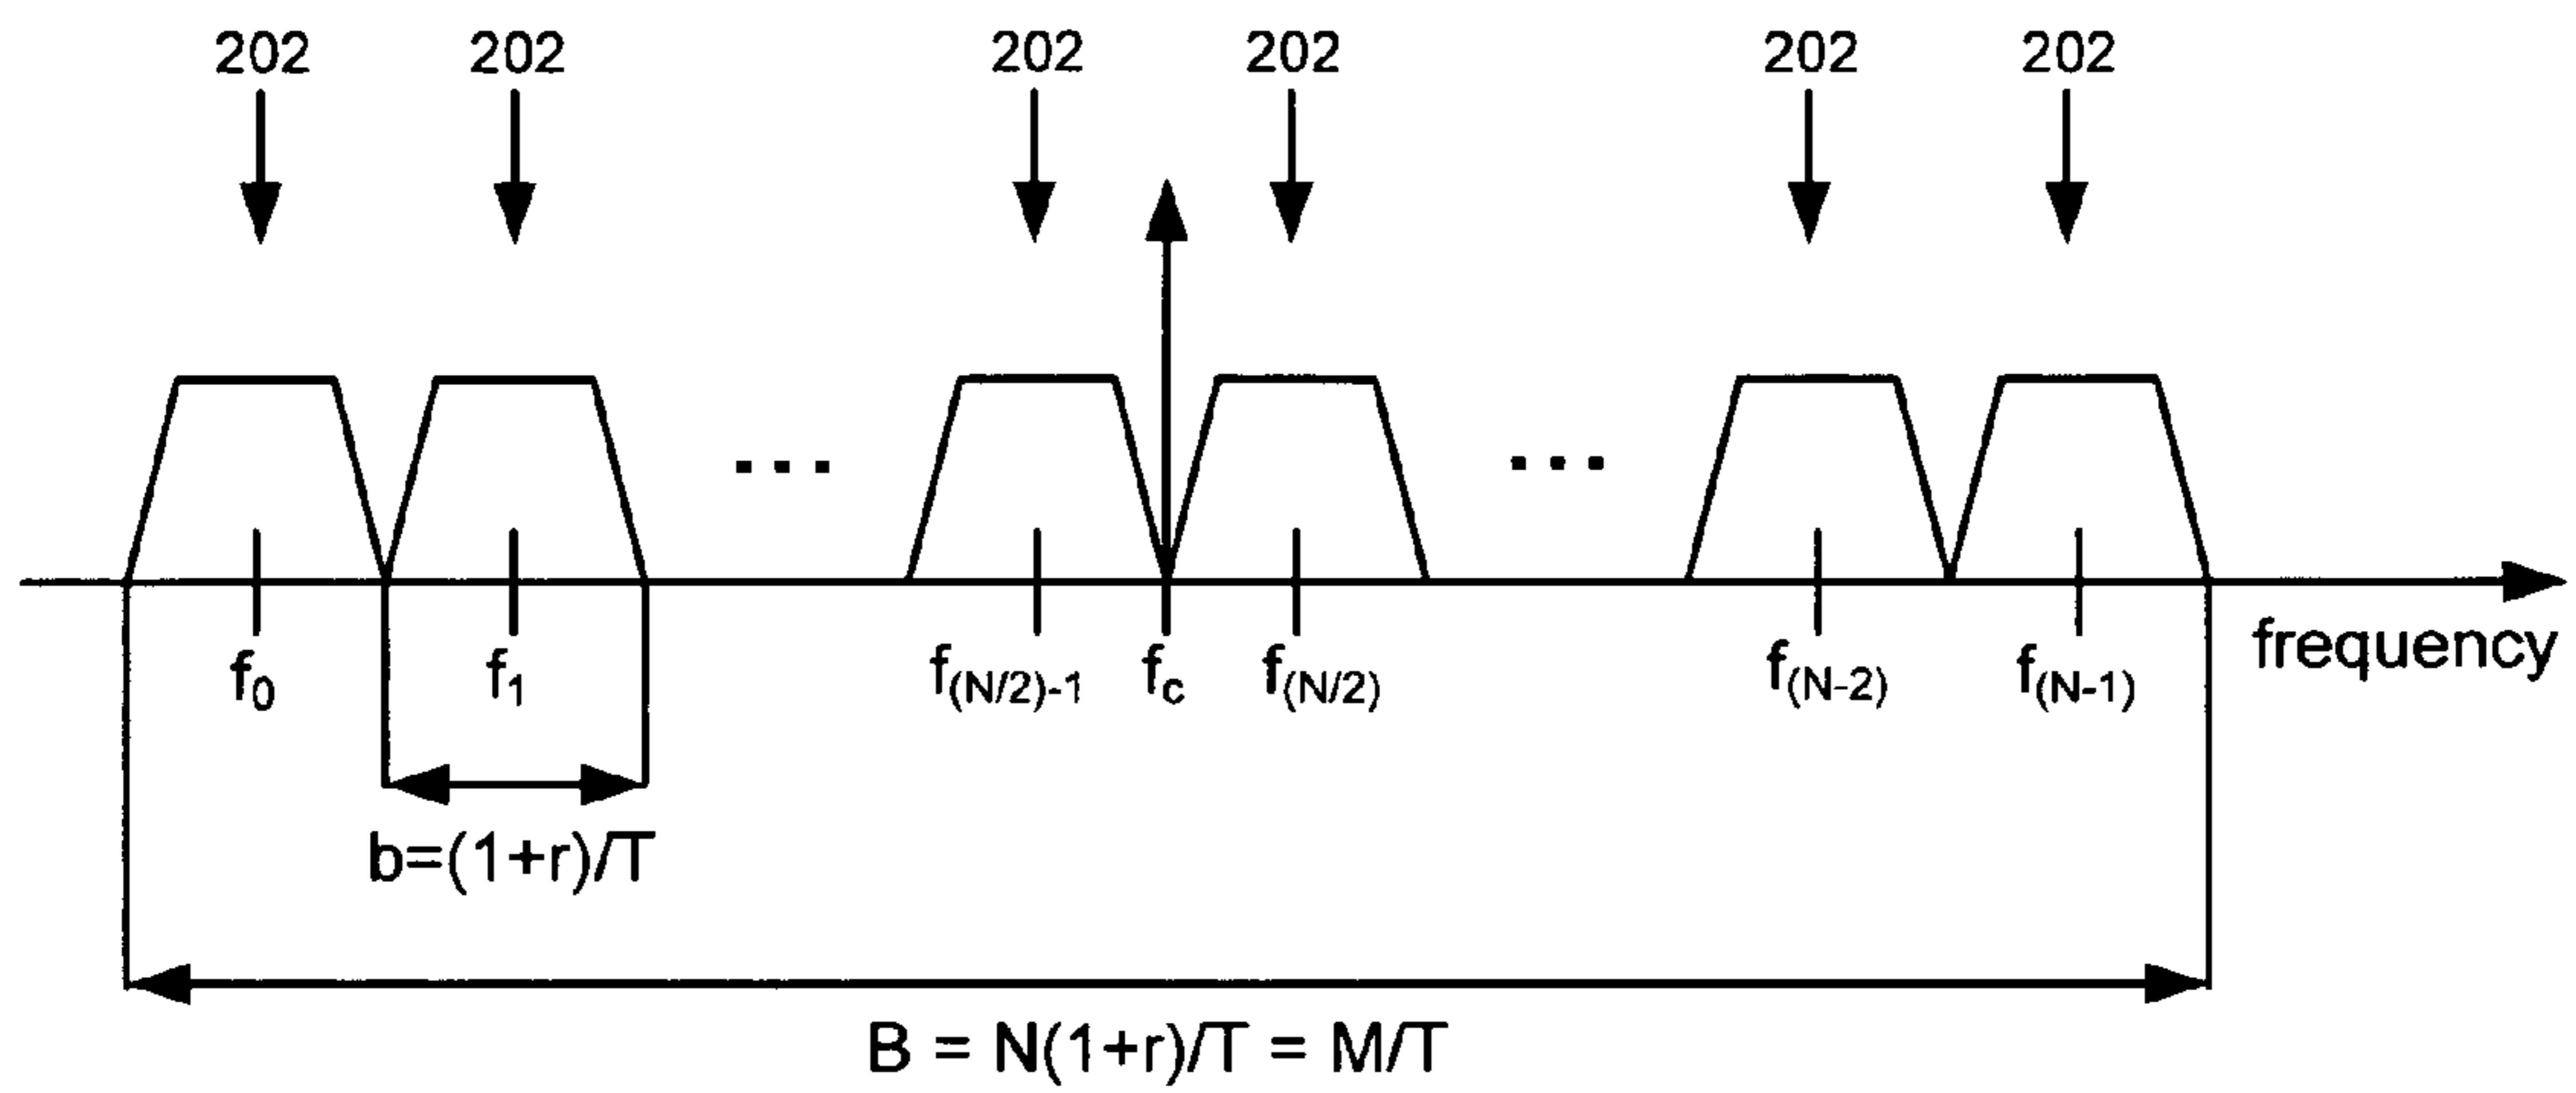 202 202 202 202 202 202
... ...
f0 f1 f(N/2)-1 fc f(N/2) f(N-2) f(N-1) frequency
b=(1+r)/T
B = N(1+r)/T = M/T